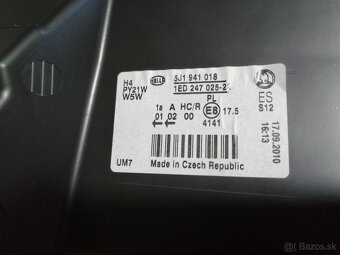 H4
PY21W
W5W
HELLA
5J1 941 018
1ED 247 025-2
PL
1a A HC/R
01 02 00
E8 17.5
4141
ES
S12
17.09.2010
16:13
UM7
Made in Czech Republic
Bazos.sk